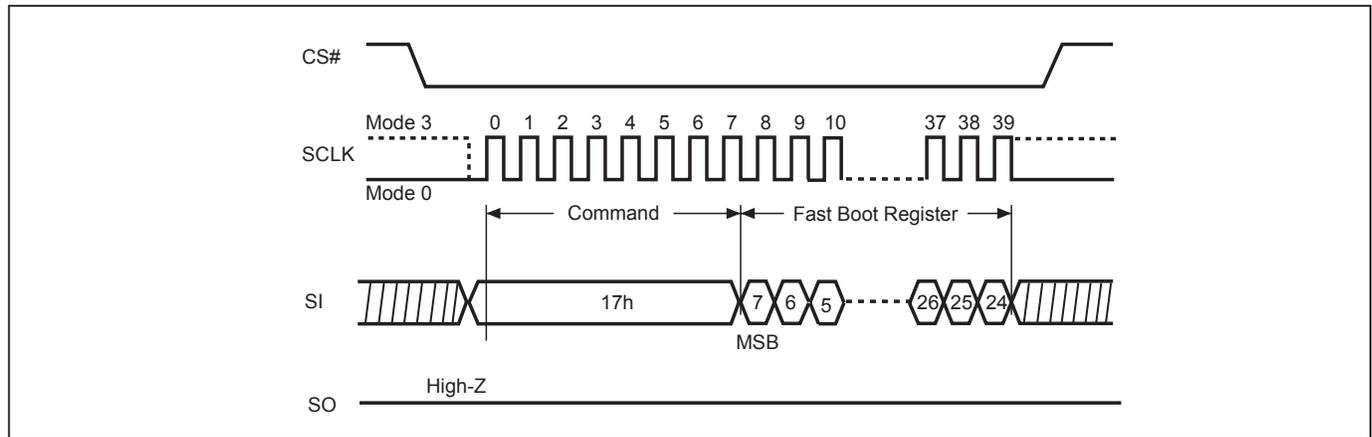 CS#
Mode 3 0 1 2 3 4 5 6 7 8 9 10 37 38 39
SCLK
Mode 0
Command Fast Boot Register
SI 17h 7 6 5 26 25 24
MSB
High-Z
SO